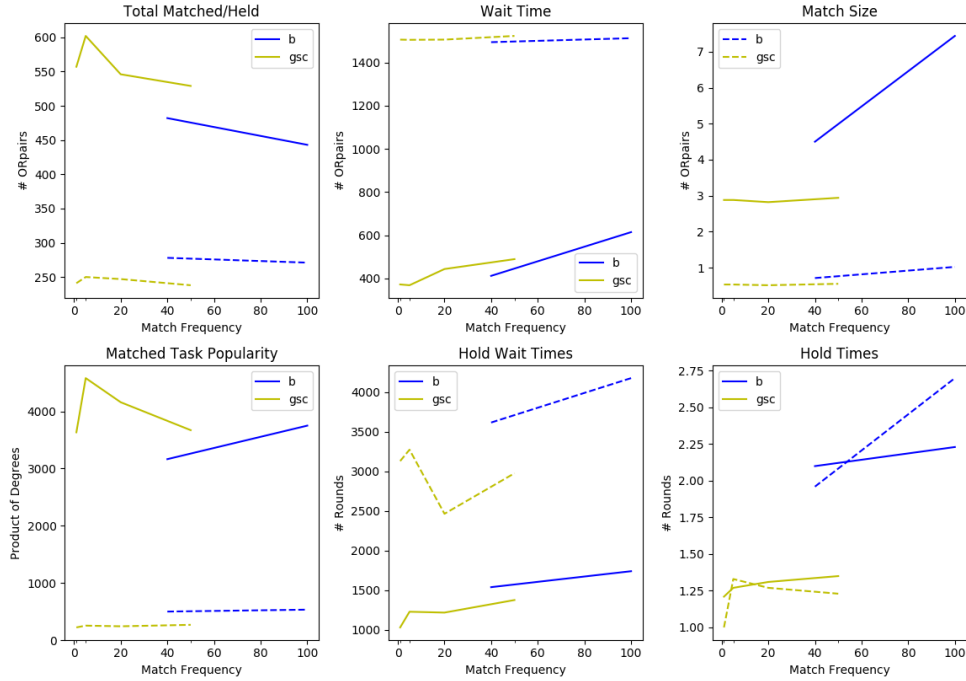 Total Matched/Held
# ORpairs
600
550
500
450
400
350
300
250
b
gsc
0 20 40 60 80 100
Match Frequency
Wait Time
# ORpairs
1400
1200
1000
800
600
400
b
gsc
0 20 40 60 80 100
Match Frequency
Match Size
# ORpairs
7
6
5
4
3
2
1
b
gsc
0 20 40 60 80 100
Match Frequency
Matched Task Popularity
Product of Degrees
4000
3000
2000
1000
0
b
gsc
0 20 40 60 80 100
Match Frequency
Hold Wait Times
# Rounds
4000
3500
3000
2500
2000
1500
1000
b
gsc
0 20 40 60 80 100
Match Frequency
Hold Times
# Rounds
2.75
2.50
2.25
2.00
1.75
1.50
1.25
1.00
b
gsc
0 20 40 60 80 100
Match Frequency